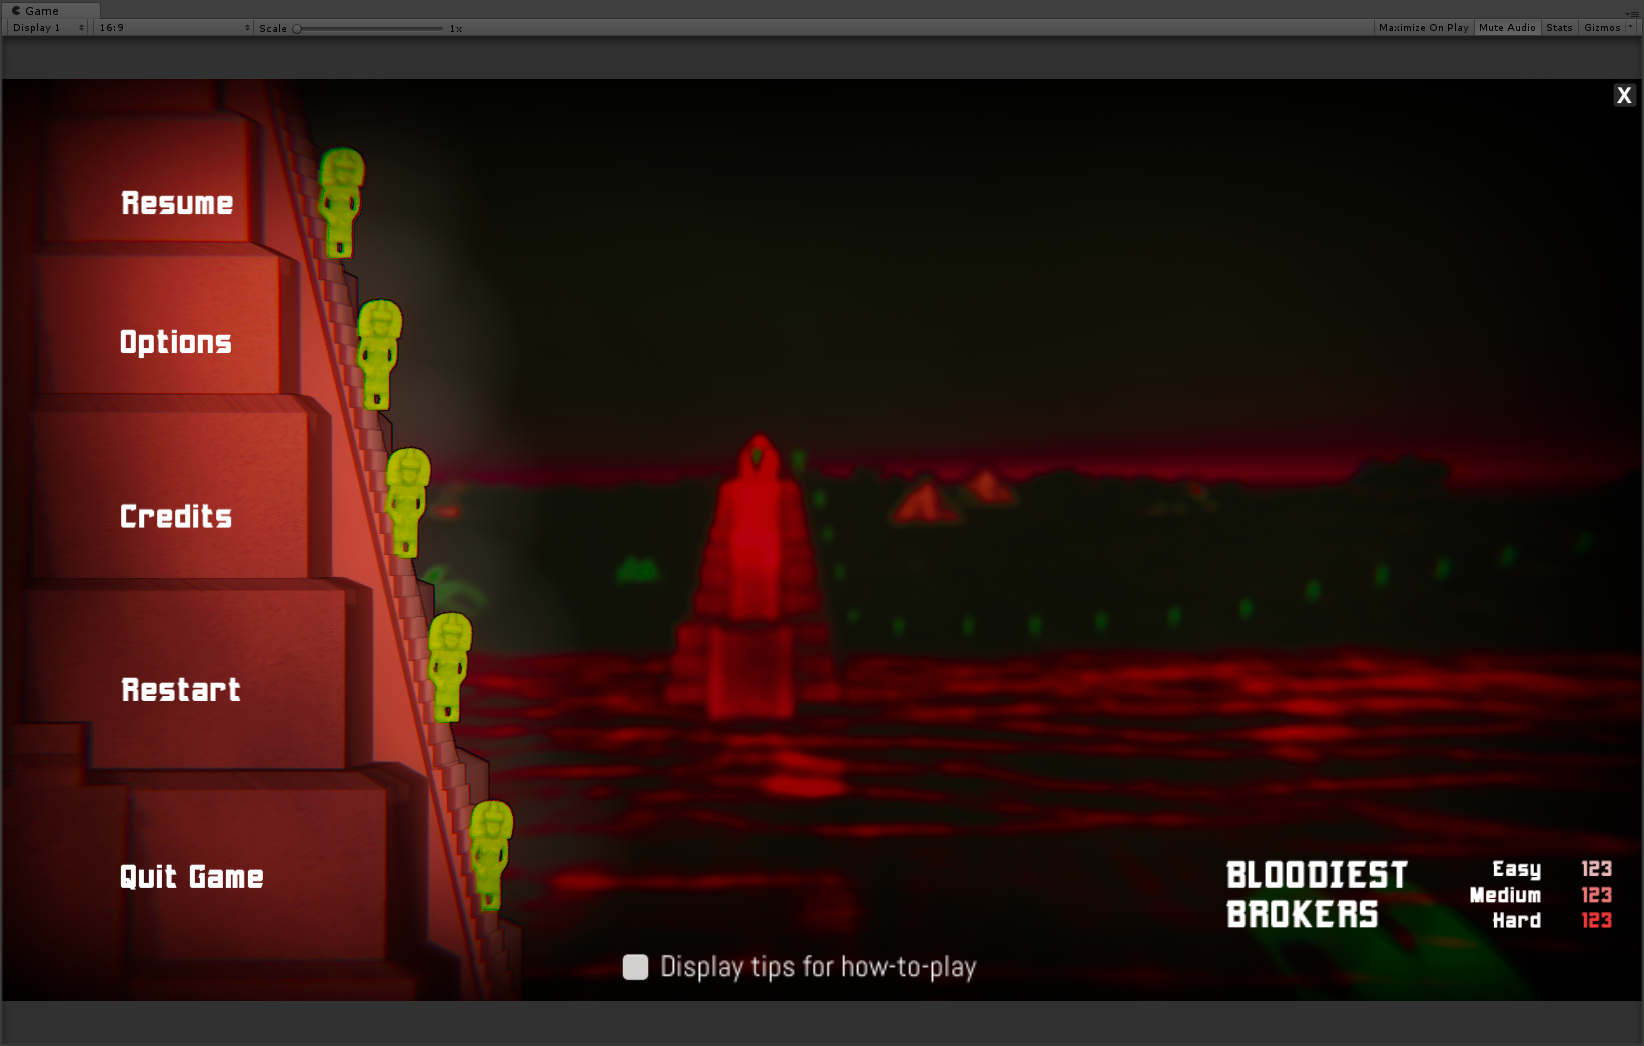 Game
Display 1 16:9 Scale 1x Maximize On Play Mute Audio Stats Gizmos
X
Resume
Options
Credits
Restart
Quit Game
BLOODIEST
BROKERS
Easy 123
Medium 123
Hard 123
Display tips for how-to-play